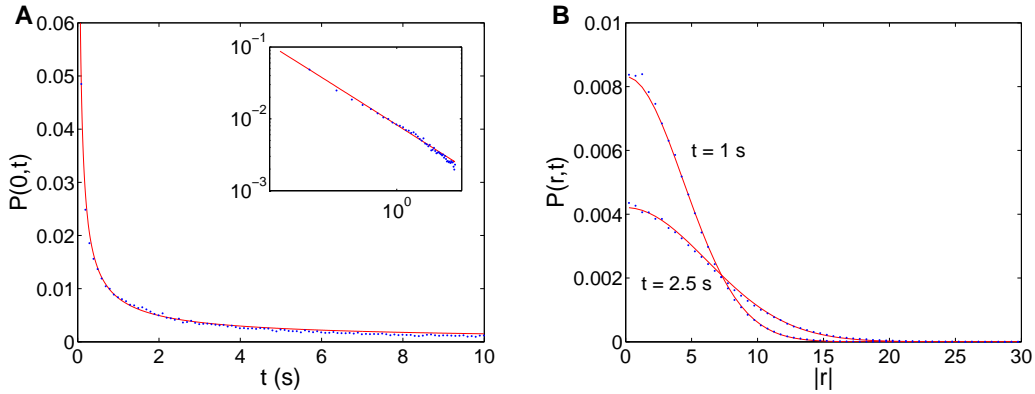 A
P(0,t)
0.06
0.05
0.04
0.03
0.02
0.01
0
0 2 4 6 8 10
t (s)
10⁻¹
10⁻²
10⁻³
10⁰
B
P(r,t)
0.01
0.008
0.006
0.004
0.002
0
t = 1 s
t = 2.5 s
0 5 10 15 20 25 30
|r|